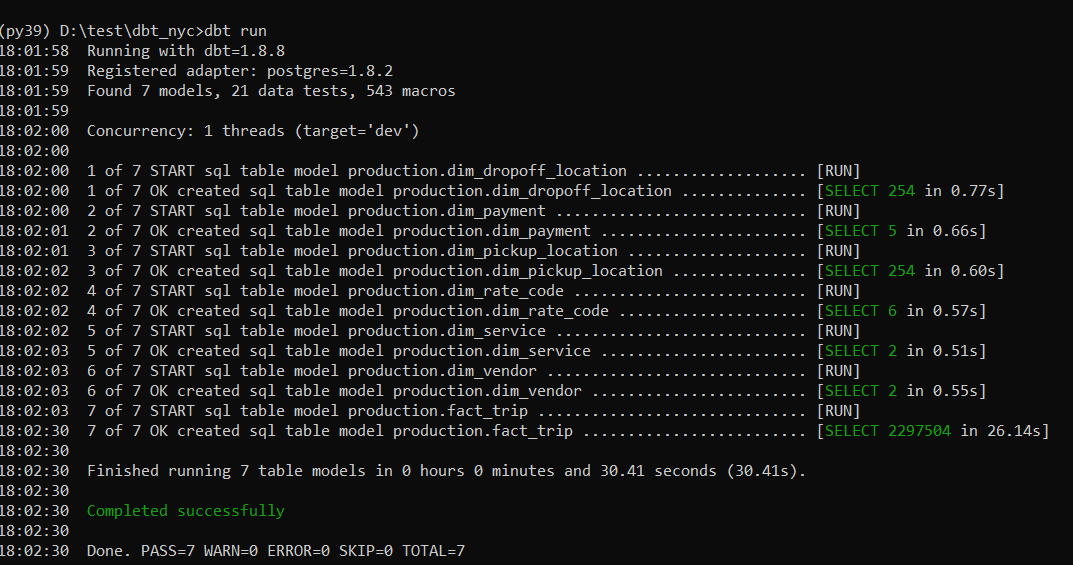 (py39) D:\test\dbt_nyc>dbt run
18:01:58  Running with dbt=1.8.8
18:01:59  Registered adapter: postgres=1.8.2
18:01:59  Found 7 models, 21 data tests, 543 macros
18:01:59
18:02:00  Concurrency: 1 threads (target='dev')
18:02:00
18:02:00  1 of 7 START sql table model production.dim_dropoff_location ................... [RUN]
18:02:00  1 of 7 OK created sql table model production.dim_dropoff_location .............. [SELECT 254 in 0.77s]
18:02:00  2 of 7 START sql table model production.dim_payment ............................ [RUN]
18:02:01  2 of 7 OK created sql table model production.dim_payment ....................... [SELECT 5 in 0.66s]
18:02:01  3 of 7 START sql table model production.dim_pickup_location .................... [RUN]
18:02:02  3 of 7 OK created sql table model production.dim_pickup_location ............... [SELECT 254 in 0.60s]
18:02:02  4 of 7 START sql table model production.dim_rate_code .......................... [RUN]
18:02:02  4 of 7 OK created sql table model production.dim_rate_code ..................... [SELECT 6 in 0.57s]
18:02:02  5 of 7 START sql table model production.dim_service ............................ [RUN]
18:02:03  5 of 7 OK created sql table model production.dim_service ....................... [SELECT 2 in 0.51s]
18:02:03  6 of 7 START sql table model production.dim_vendor ............................. [RUN]
18:02:03  6 of 7 OK created sql table model production.dim_vendor ........................ [SELECT 2 in 0.55s]
18:02:03  7 of 7 START sql table model production.fact_trip .............................. [RUN]
18:02:30  7 of 7 OK created sql table model production.fact_trip ......................... [SELECT 2297504 in 26.14s]
18:02:30
18:02:30  Finished running 7 table models in 0 hours 0 minutes and 30.41 seconds (30.41s).
18:02:30
18:02:30  Completed successfully
18:02:30
18:02:30  Done. PASS=7 WARN=0 ERROR=0 SKIP=0 TOTAL=7